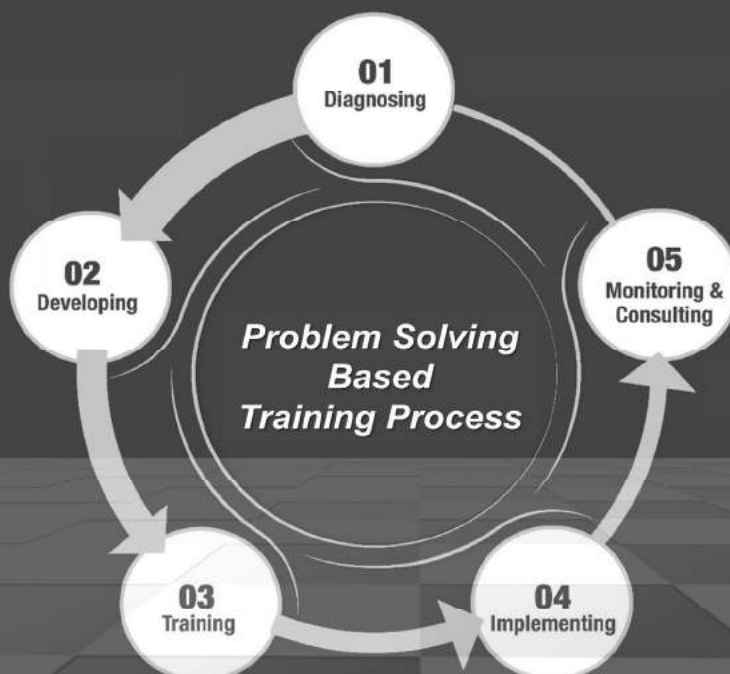 01
Diagnosing
02
Developing
03
Training
04
Implementing
05
Monitoring &
Consulting
Problem Solving
Based
Training Process